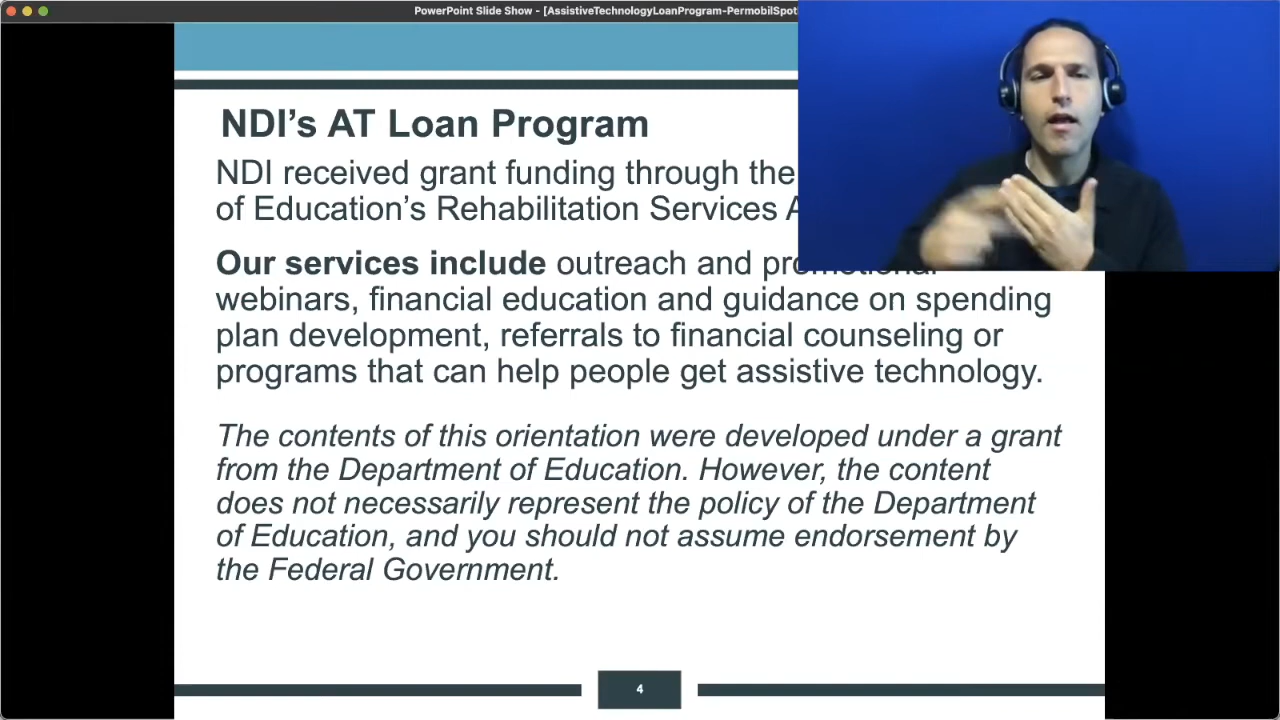 PowerPoint Slide Show - [AssistiveTechnologyLoanProgram-PermobilSpot
NDI’s AT Loan Program
NDI received grant funding through the
of Education’s Rehabilitation Services A
Our services include outreach and promotional
webinars, financial education and guidance on spending
plan development, referrals to financial counseling or
programs that can help people get assistive technology.
The contents of this orientation were developed under a grant
from the Department of Education. However, the content
does not necessarily represent the policy of the Department
of Education, and you should not assume endorsement by
the Federal Government.
4